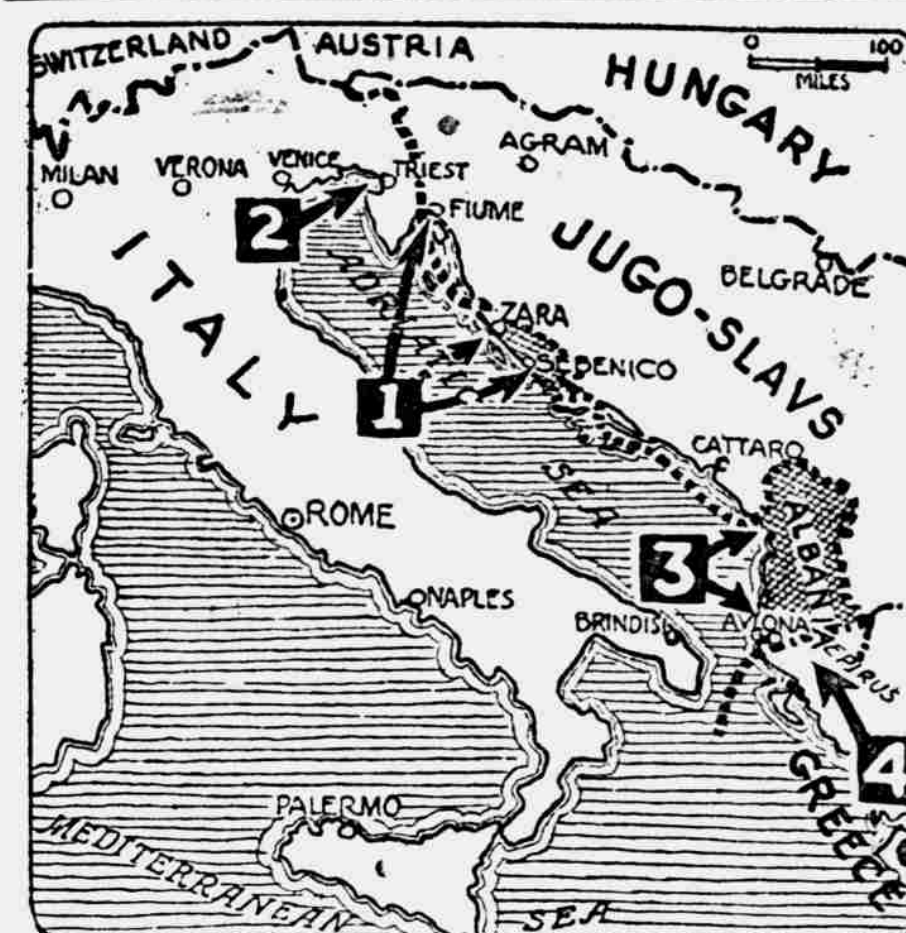 SWITZERLAND
AUSTRIA
0 100
MILES
HUNGARY
AGRAM
MILAN
VERONA
VENICE
TRIEST
FIUME
2
JUGO-SLAVS
BELGRADE
ITALY
ADRIATIC
SEA
ZARA
SEBENICO
1
CATTARO
ROME
ALBANIA
3
NAPLES
BRINDISI
AVLONA
EPIRUS
4
GREECE
PALERMO
MEDITERRANEAN
SEA